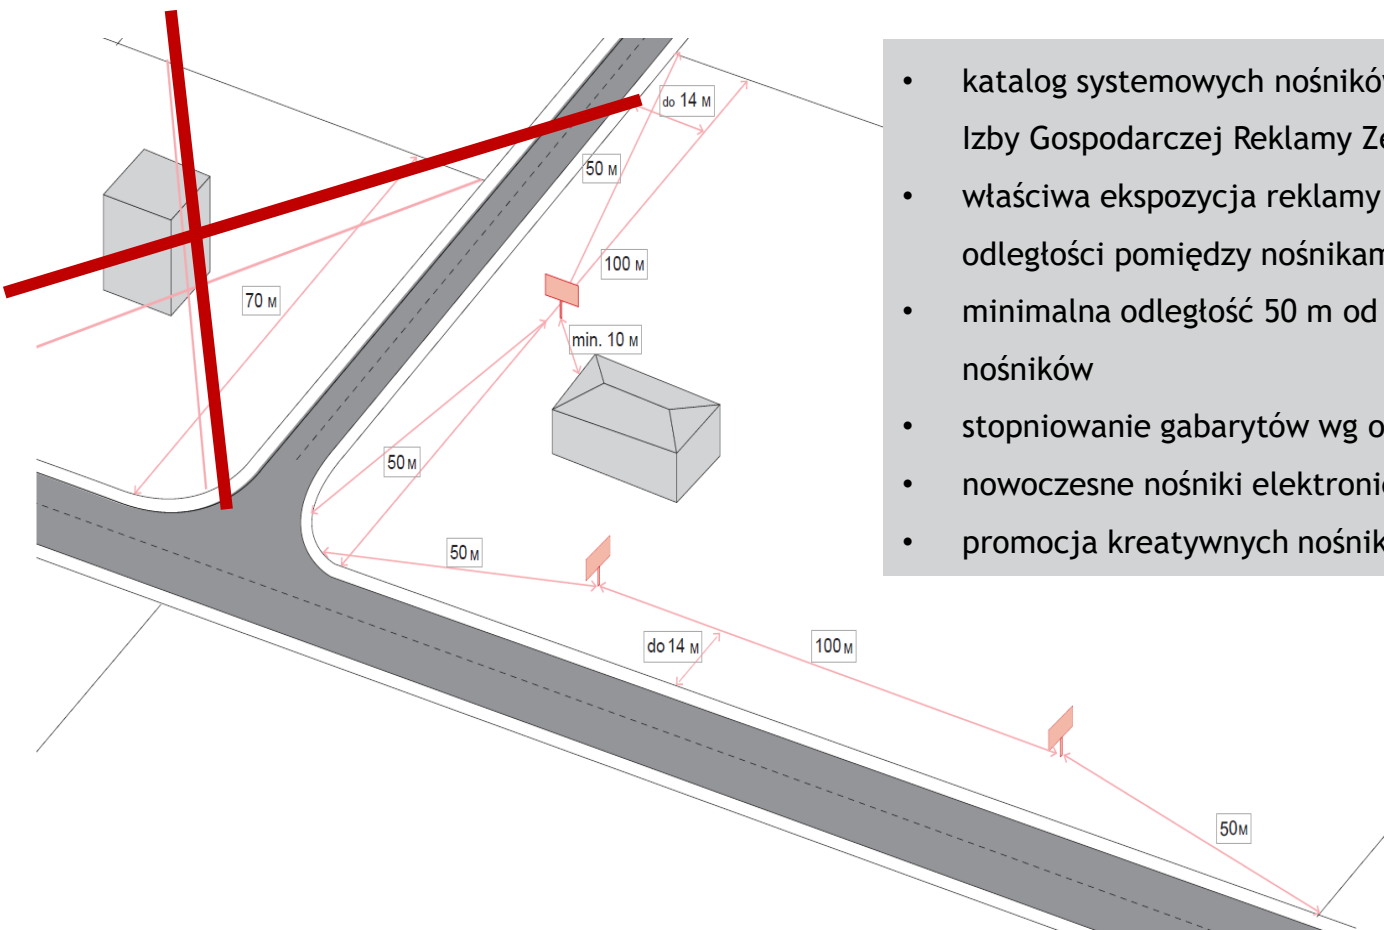 do 14 м
50 м
100 м
70 м
min. 10 м
50 м
50 м
do 14 м
100 м
50м
• katalog systemowych nośników
Izby Gospodarczej Reklamy Ze
• właściwa ekspozycja reklamy
odległości pomiędzy nośnikam
• minimalna odległość 50 m od
nośników
• stopniowanie gabarytów wg o
• nowoczesne nośniki elektronic
• promocja kreatywnych nośnik